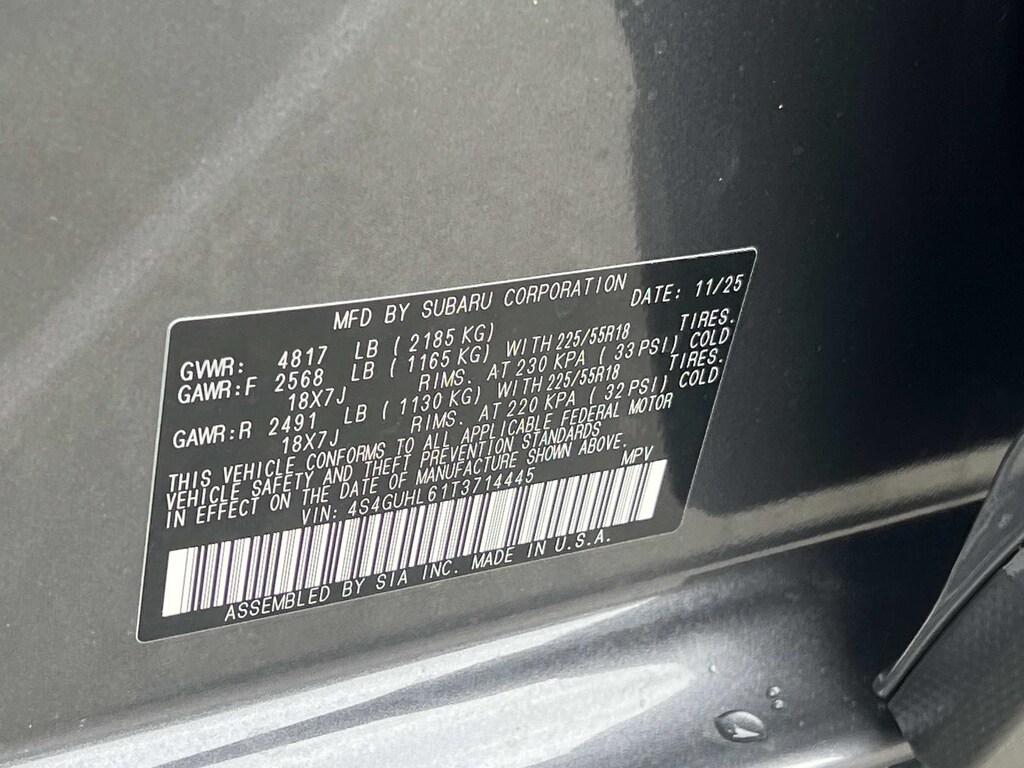 MFD BY SUBARU CORPORATION DATE: 11/25
GVWR: 4817 LB ( 2185 KG)
GAWR:F 2568 LB ( 1165 KG) WITH 225/55R18 TIRES.
18X7J RIMS. AT 230 KPA ( 33 PSI) COLD
GAWR:R 2491 LB ( 1130 KG) WITH 225/55R18 TIRES.
18X7J RIMS. AT 220 KPA ( 32 PSI) COLD
THIS VEHICLE CONFORMS TO ALL APPLICABLE FEDERAL MOTOR
VEHICLE SAFETY AND THEFT PREVENTION STANDARDS
IN EFFECT ON THE DATE OF MANUFACTURE SHOWN ABOVE.
VIN: 4S4GUHL61T3714445 MPV
ASSEMBLED BY SIA INC. MADE IN U.S.A.